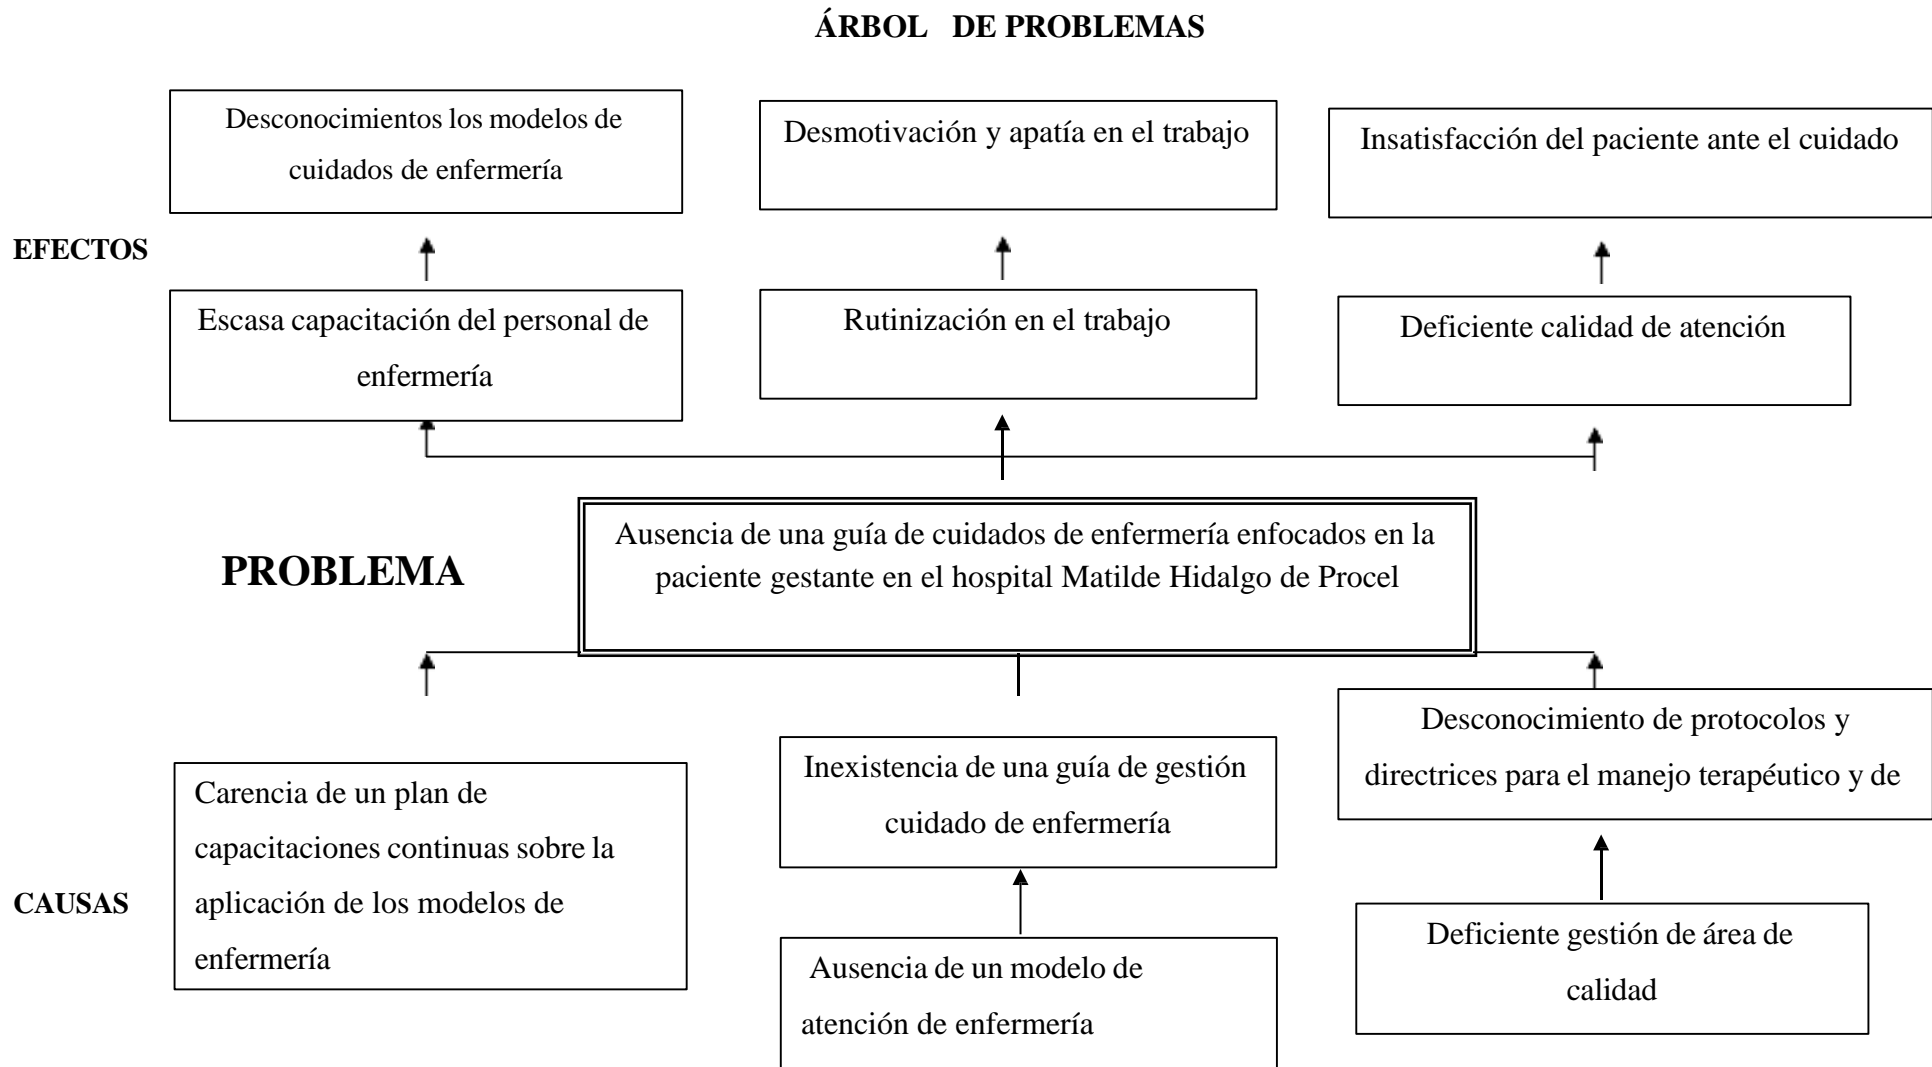 ÁRBOL DE PROBLEMAS
Desconocimientos los modelos de
cuidados de enfermería
Desmotivación y apatía en el trabajo
Insatisfacción del paciente ante el cuidado
EFECTOS
Escasa capacitación del personal de
enfermería
Rutinización en el trabajo
Deficiente calidad de atención
PROBLEMA
Ausencia de una guía de cuidados de enfermería enfocados en la
paciente gestante en el hospital Matilde Hidalgo de Procel
Carencia de un plan de
capacitaciones continuas sobre la
aplicación de los modelos de
enfermería
Inexistencia de una guía de gestión
cuidado de enfermería
Desconocimiento de protocolos y
directrices para el manejo terapéutico y de
CAUSAS
Ausencia de un modelo de
atención de enfermería
Deficiente gestión de área de
calidad